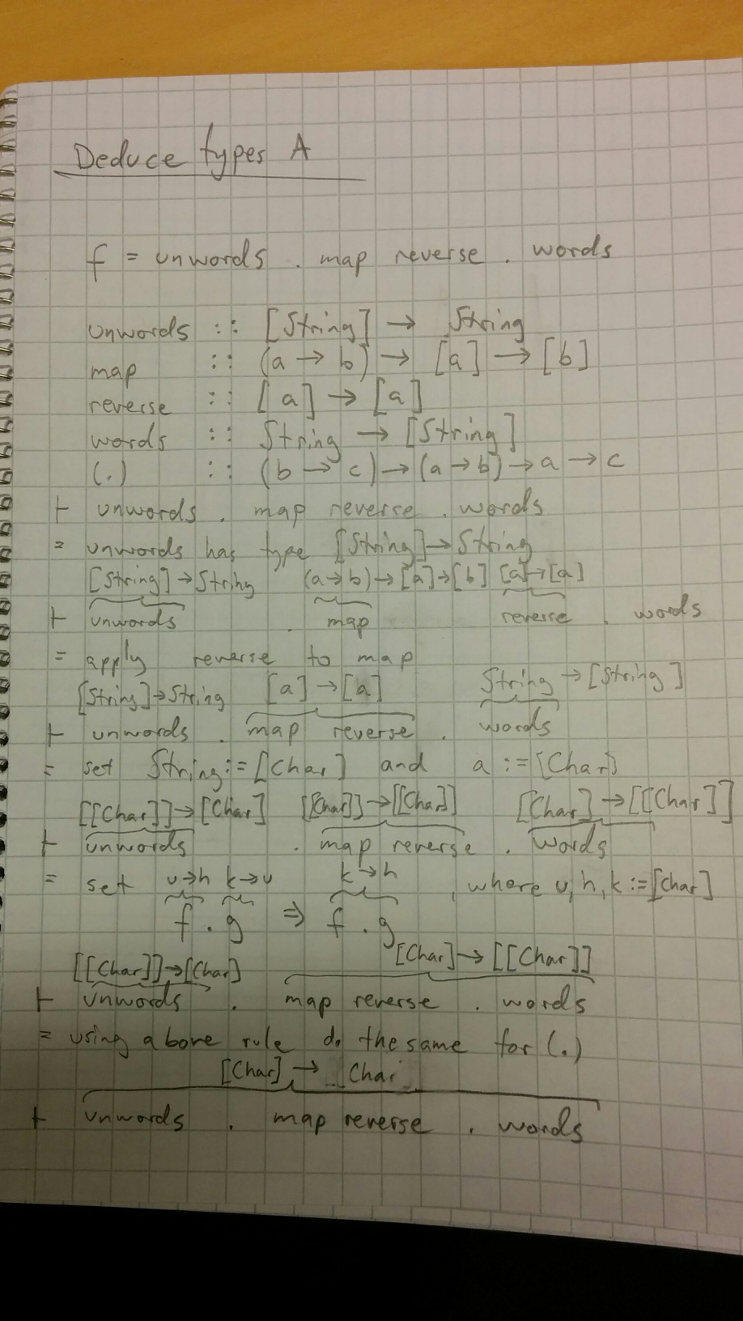 Deduce types A
f = unwords . map reverse . words
unwords :: [String] → String
map :: (a → b) → [a] → [b]
reverse :: [a] → [a]
words :: String → [String]
(.) :: (b → c) → (a → b) → a → c
⊢ unwords . map reverse . words
= unwords has type [String] → String
[String] → String (a → b) → [a] → [b] [a] → [a]
⊢ unwords . map reverse . words
= apply reverse to map
[String] → String [a] → [a] String → [String]
⊢ unwords . map reverse . words
= set String := [Char] and a := [Char]
[[Char]] → [Char] [[Char]] → [[Char]] [Char] → [[Char]]
⊢ unwords . map reverse . words
= set v → h k → v k → h , where v, h, k := [Char]
f . g ⇒ f . g
[[Char]] → [Char] [Char] → [[Char]]
⊢ unwords . map reverse . words
= using above rule do the same for (.)
[Char] → [Char]
⊢ unwords . map reverse . words